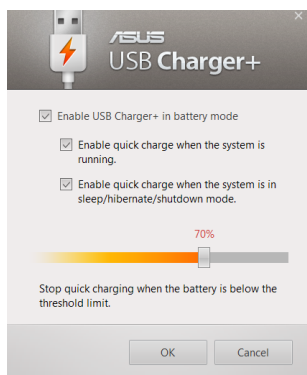 ASUS
USB Charger+
Enable USB Charger+ in battery mode
Enable quick charge when the system is
running.
Enable quick charge when the system is in
sleep/hibernate/shutdown mode.
70%
Stop quick charging when the battery is below the
threshold limit.
OK Cancel